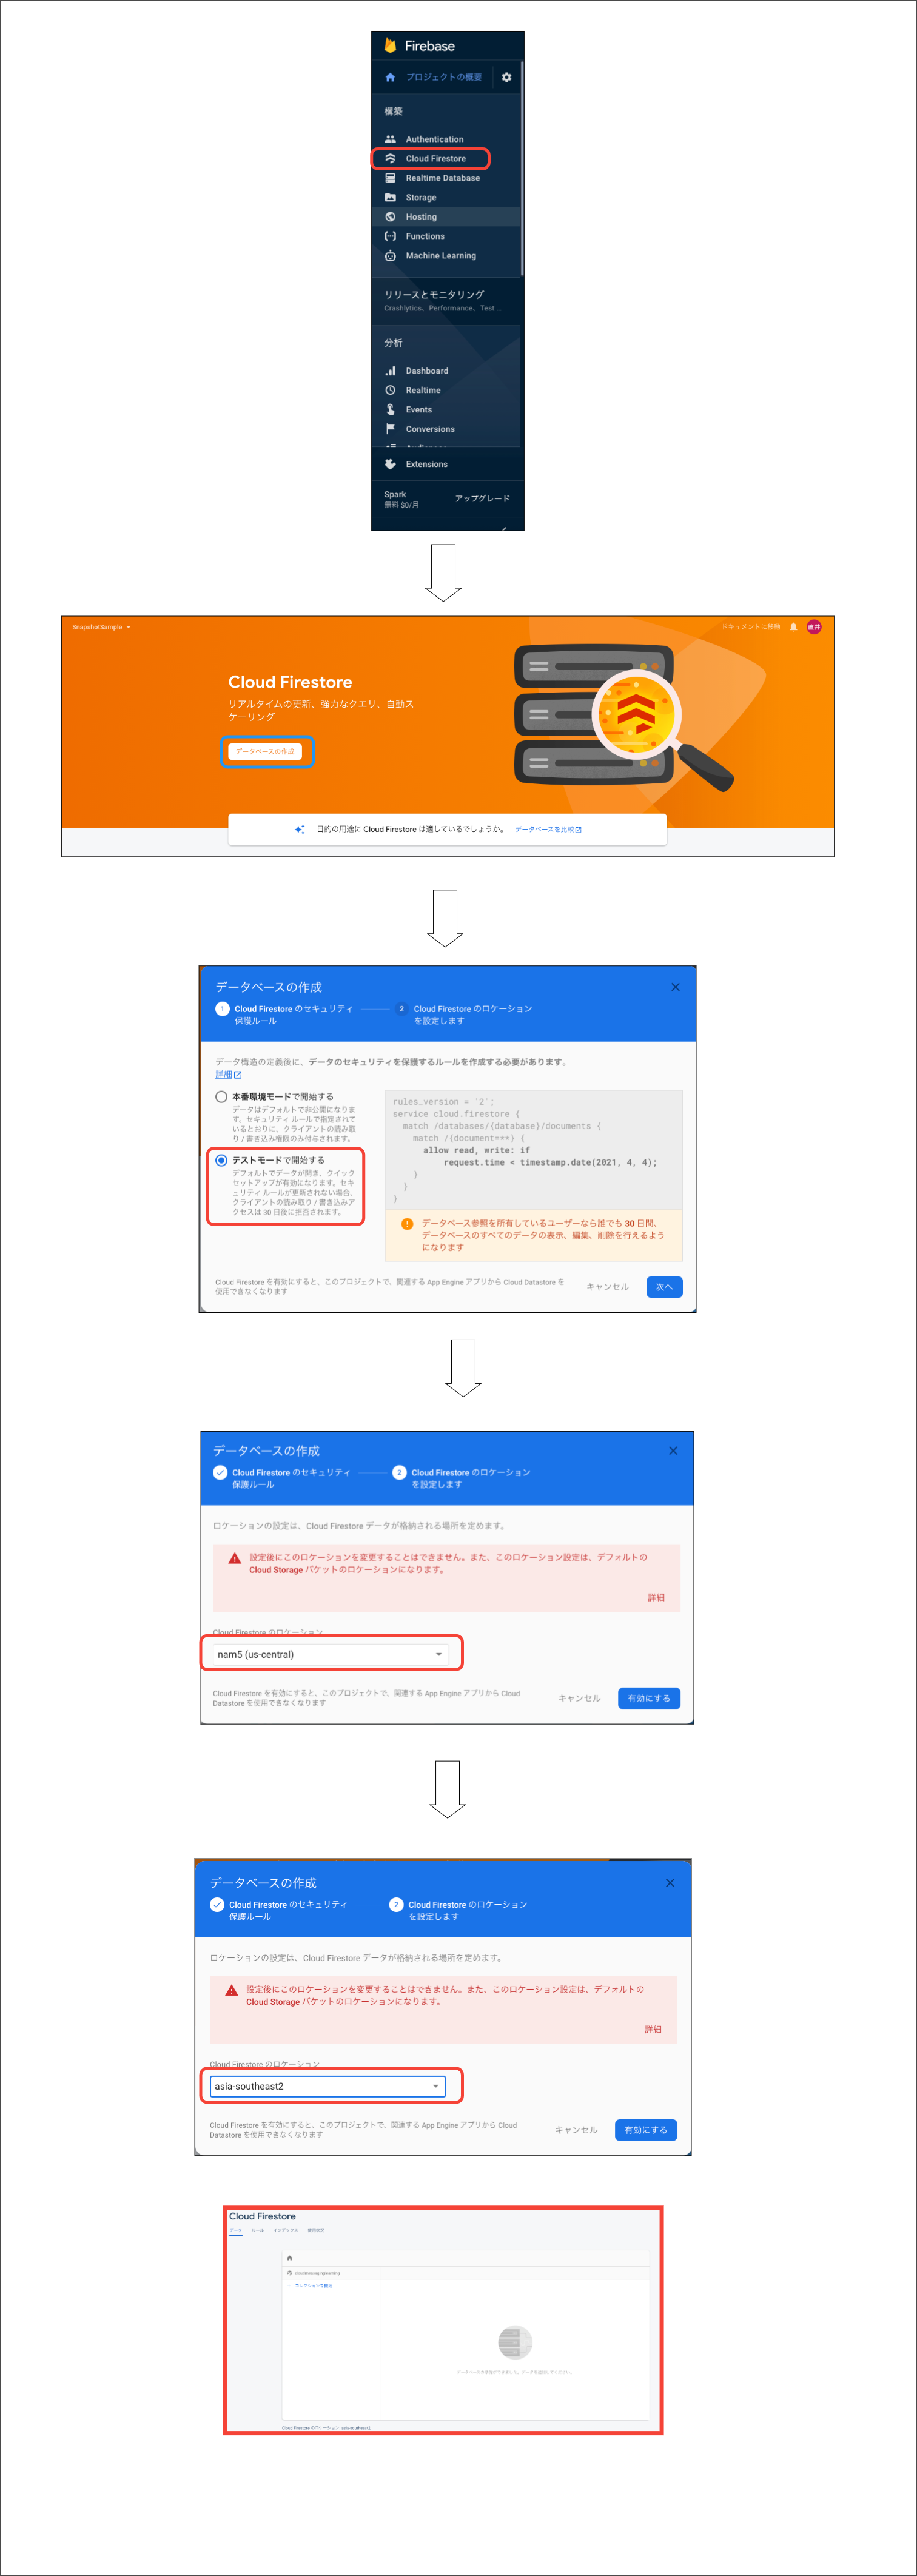 Firebase
プロジェクトの概要
構築
Authentication
Cloud Firestore
Realtime Database
Storage
Hosting
Functions
Machine Learning
リリースとモニタリング
Crashlytics、Performance、Test ...
分析
Dashboard
Realtime
Events
Conversions
Extensions
Spark
無料 $0/月
アップグレード
SnapshetSample
ドキュメントに移動
Cloud Firestore
リアルタイムの更新、強力なクエリ、自動ス
ケーリング
データベースの作成
目的の用途に Cloud Firestore は適しているでしょうか。 データベースを比較
データベースの作成
1 Cloud Firestore のセキュリティ
保護ルール
2 Cloud Firestore のロケーション
を設定します
データ構造の定義後に、データのセキュリティを保護するルールを作成する必要があります。
詳細
本番環境モードで開始する
データはデフォルトで非公開になりま
す。セキュリティ ルールで指定されて
いるとおりに、クライアントの読み取
り / 書き込み権限のみ付与されます。
テストモードで開始する
デフォルトでデータが開き、クイック
セットアップが有効になります。セキ
ュリティ ルールが更新されない場合、
クライアントの読み取り / 書き込みア
クセスは 30 日後に拒否されます。
rules_version = '2';
service cloud.firestore {
match /databases/{database}/documents {
match /{document=**} {
allow read, write: if
request.time < timestamp.date(2021, 4, 4);
}
}
}
データベース参照を所有しているユーザーなら誰でも 30 日間、
データベースのすべてのデータの表示、編集、削除を行えるよう
になります
Cloud Firestore を有効にすると、このプロジェクトで、関連する App Engine アプリから Cloud Datastore を
使用できなくなります
キャンセル
次へ
データベースの作成
Cloud Firestore のセキュリティ
保護ルール
2 Cloud Firestore のロケーション
を設定します
ロケーションの設定は、Cloud Firestore データが格納される場所を定めます。
設定後にこのロケーションを変更することはできません。また、このロケーション設定は、デフォルトの
Cloud Storage バケットのロケーションになります。
詳細
Cloud Firestore のロケーション
nam5 (us-central)
Cloud Firestore を有効にすると、このプロジェクトで、関連する App Engine アプリから Cloud
Datastore を使用できなくなります
キャンセル
有効にする
データベースの作成
Cloud Firestore のセキュリティ
保護ルール
2 Cloud Firestore のロケーション
を設定します
ロケーションの設定は、Cloud Firestore データが格納される場所を定めます。
設定後にこのロケーションを変更することはできません。また、このロケーション設定は、デフォルトの
Cloud Storage バケットのロケーションになります。
詳細
Cloud Firestore のロケーション
asia-southeast2
Cloud Firestore を有効にすると、このプロジェクトで、関連する App Engine アプリから Cloud
Datastore を使用できなくなります
キャンセル
有効にする
Cloud Firestore
データ
ルール
インデックス
使用状況
コレクションを開始
Cloud Firestore のロケーション: asia-southeast2